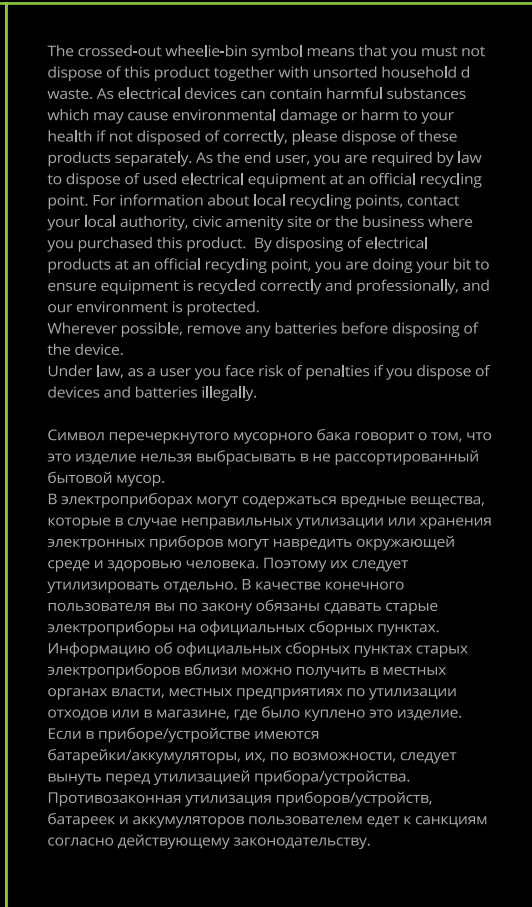 The crossed-out wheelie-bin symbol means that you must not
dispose of this product together with unsorted household d
waste. As electrical devices can contain harmful substances
which may cause environmental damage or harm to your
health if not disposed of correctly, please dispose of these
products separately. As the end user, you are required by law
to dispose of used electrical equipment at an official recycling
point. For information about local recycling points, contact
your local authority, civic amenity site or the business where
you purchased this product.  By disposing of electrical
products at an official recycling point, you are doing your bit to
ensure equipment is recycled correctly and professionally, and
our environment is protected.
Wherever possible, remove any batteries before disposing of
the device.
Under law, as a user you face risk of penalties if you dispose of
devices and batteries illegally.

Символ перечеркнутого мусорного бака говорит о том, что
это изделие нельзя выбрасывать в не рассортированный
бытовой мусор.
В электроприборах могут содержаться вредные вещества,
которые в случае неправильных утилизации или хранения
электронных приборов могут навредить окружающей
среде и здоровью человека. Поэтому их следует
утилизировать отдельно. В качестве конечного
пользователя вы по закону обязаны сдавать старые
электроприборы на официальных сборных пунктах.
Информацию об официальных сборных пунктах старых
электроприборов вблизи можно получить в местных
органах власти, местных предприятиях по утилизации
отходов или в магазине, где было куплено это изделие.
Если в приборе/устройстве имеются
батарейки/аккумуляторы, их, по возможности, следует
вынуть перед утилизацией прибора/устройства.
Противозаконная утилизация приборов/устройств,
батареек и аккумуляторов пользователем едет к санкциям
согласно действующему законодательству.